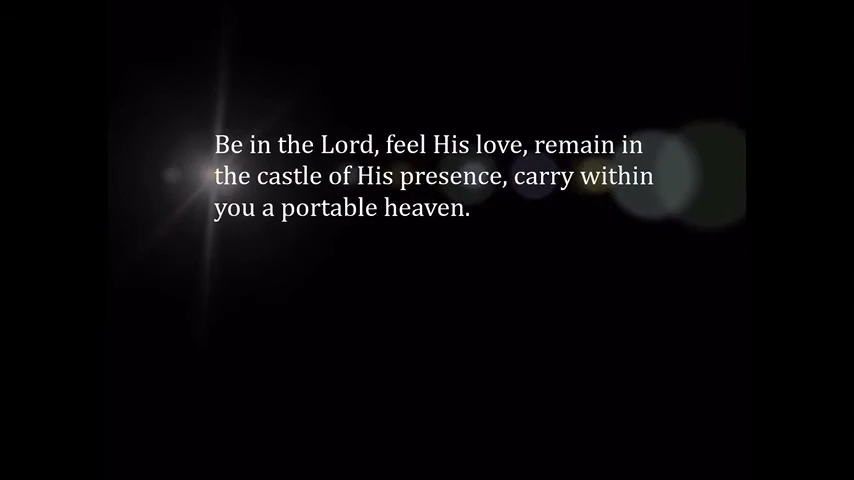 Be in the Lord, feel His love, remain in
the castle of His presence, carry within
you a portable heaven.